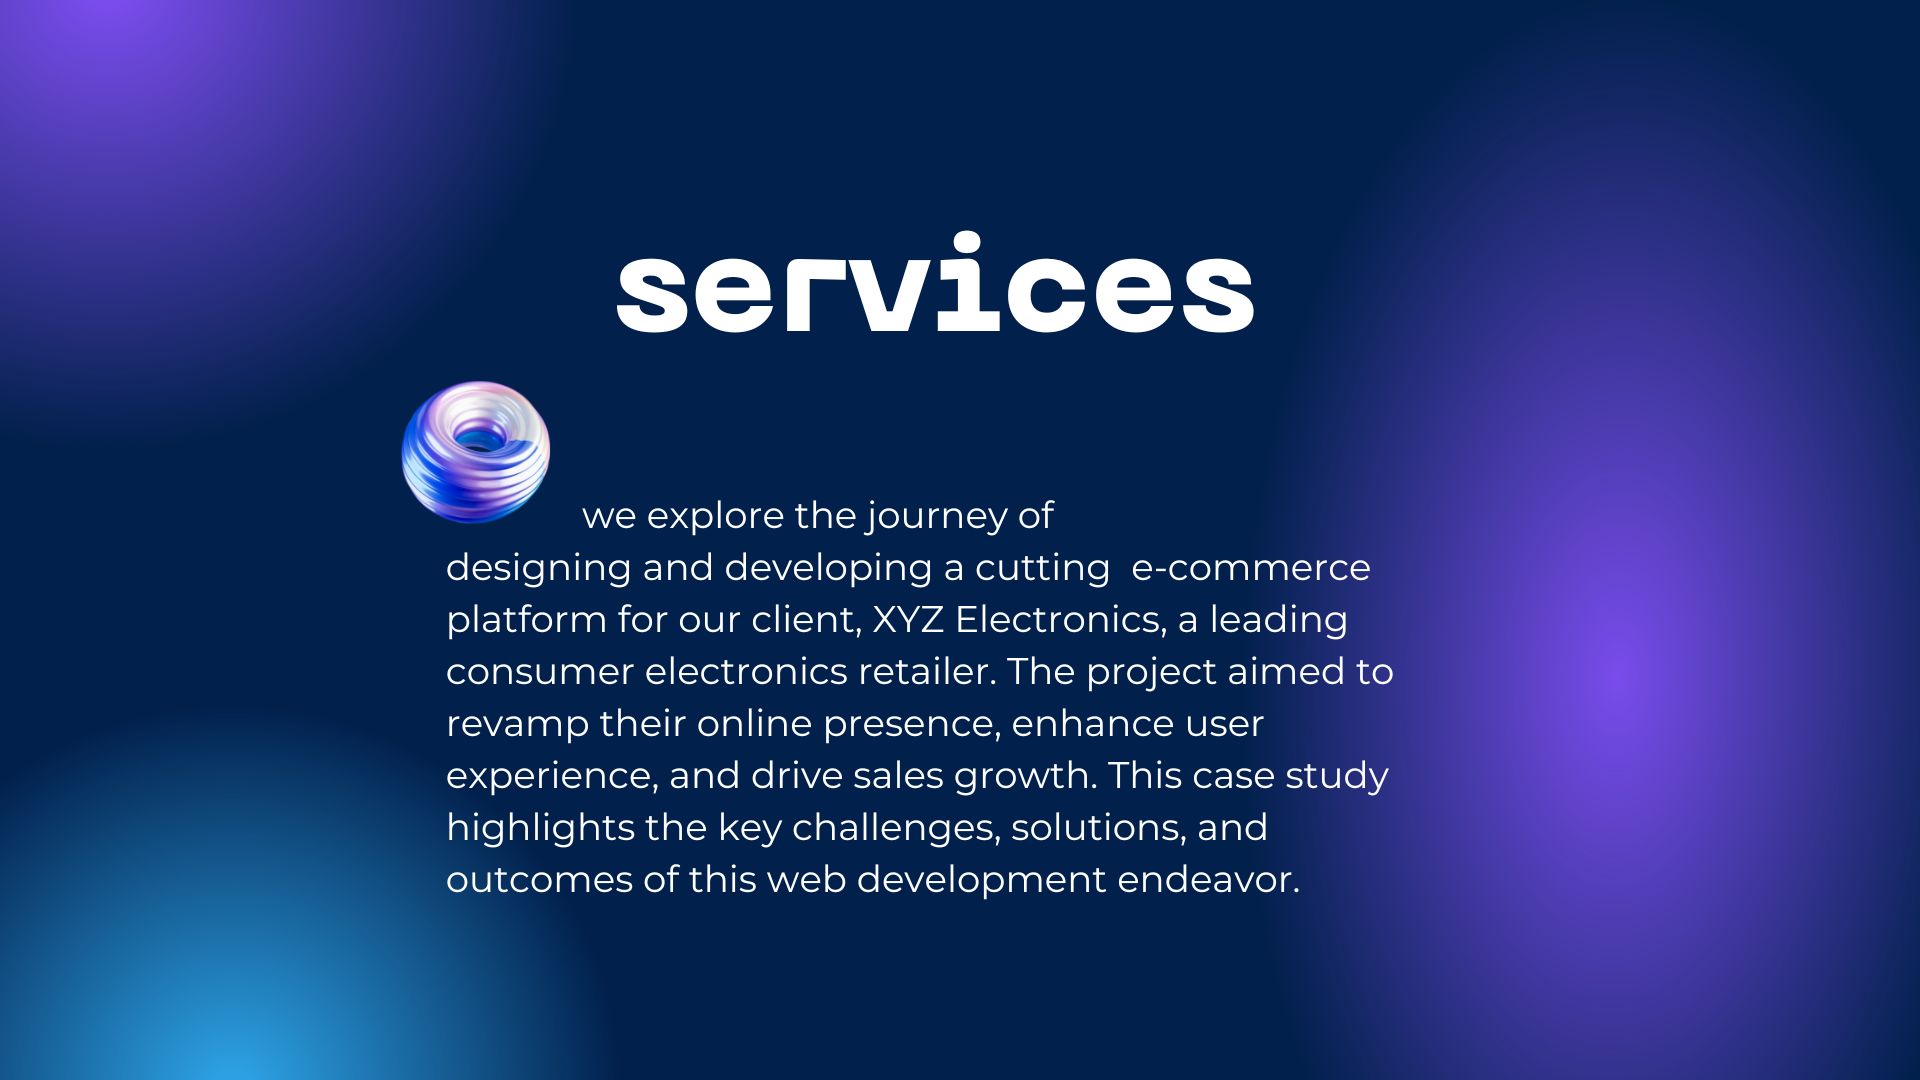 services
we explore the journey of
designing and developing a cutting  e-commerce
platform for our client, XYZ Electronics, a leading
consumer electronics retailer. The project aimed to
revamp their online presence, enhance user
experience, and drive sales growth. This case study
highlights the key challenges, solutions, and
outcomes of this web development endeavor.